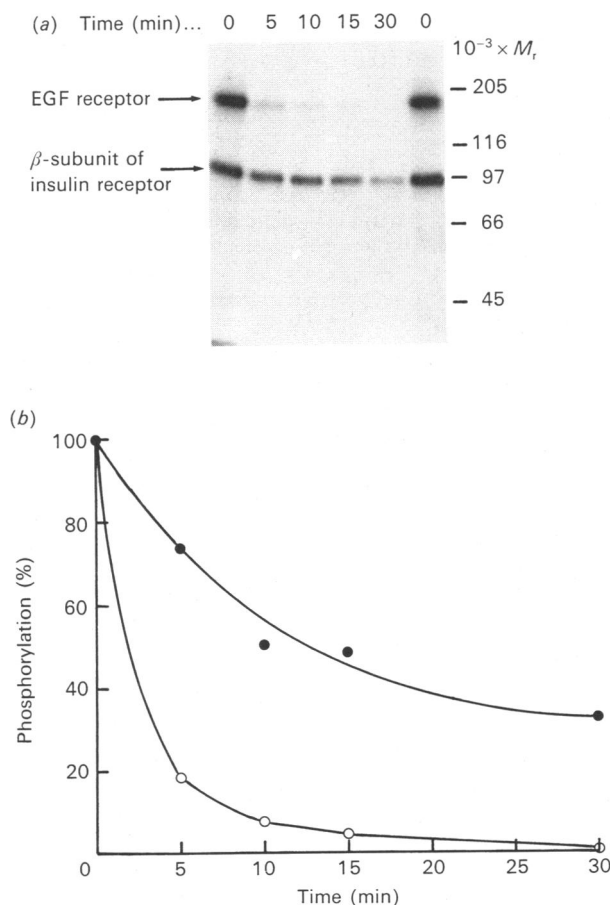 (a) Time (min)... 0 5 10 15 30 0
10⁻³ × Mᵣ
EGF receptor
205
116
β-subunit of
insulin receptor
97
66
45
(b)
100
80
60
40
20
0
Phosphorylation (%)
0 5 10 15 20 25 30
Time (min)